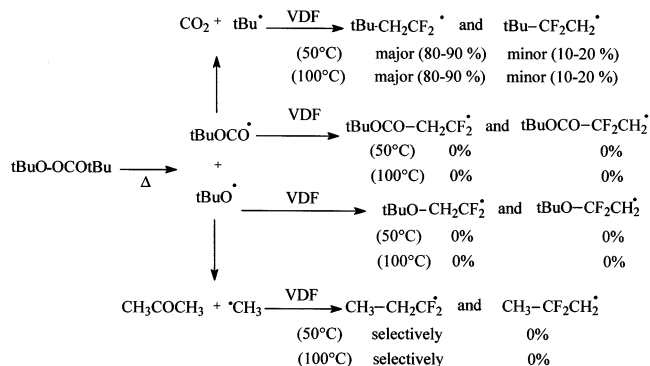 CO2 + tBu• VDF tBu-CH2CF2• and tBu–CF2CH2•
(50°C) major (80-90 %) minor (10-20 %)
(100°C) major (80-90 %) minor (10-20 %)
tBuOCO• VDF tBuOCO–CH2CF2• and tBuOCO–CF2CH2•
(50°C) 0% 0%
(100°C) 0% 0%
tBuO-OCOtBu Δ +
tBuO• VDF tBuO–CH2CF2• and tBuO–CF2CH2•
(50°C) 0% 0%
(100°C) 0% 0%
CH3COCH3 + •CH3 VDF CH3–CH2CF2• and CH3–CF2CH2•
(50°C) selectively 0%
(100°C) selectively 0%